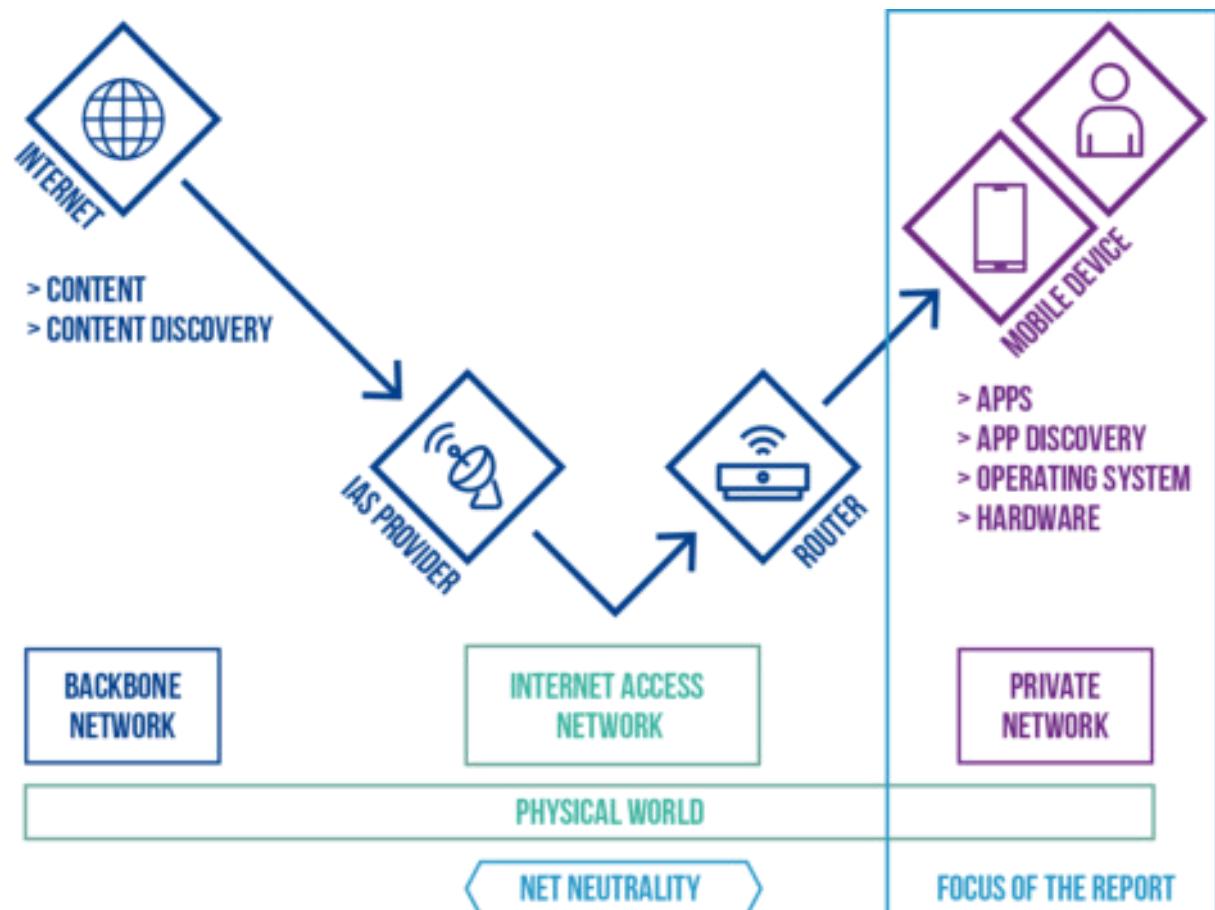 INTERNET
> CONTENT
> CONTENT DISCOVERY
IAS PROVIDER
ROUTER
MOBILE DEVICE
> APPS
> APP DISCOVERY
> OPERATING SYSTEM
> HARDWARE
BACKBONE
NETWORK
INTERNET ACCESS
NETWORK
PRIVATE
NETWORK
PHYSICAL WORLD
NET NEUTRALITY
FOCUS OF THE REPORT